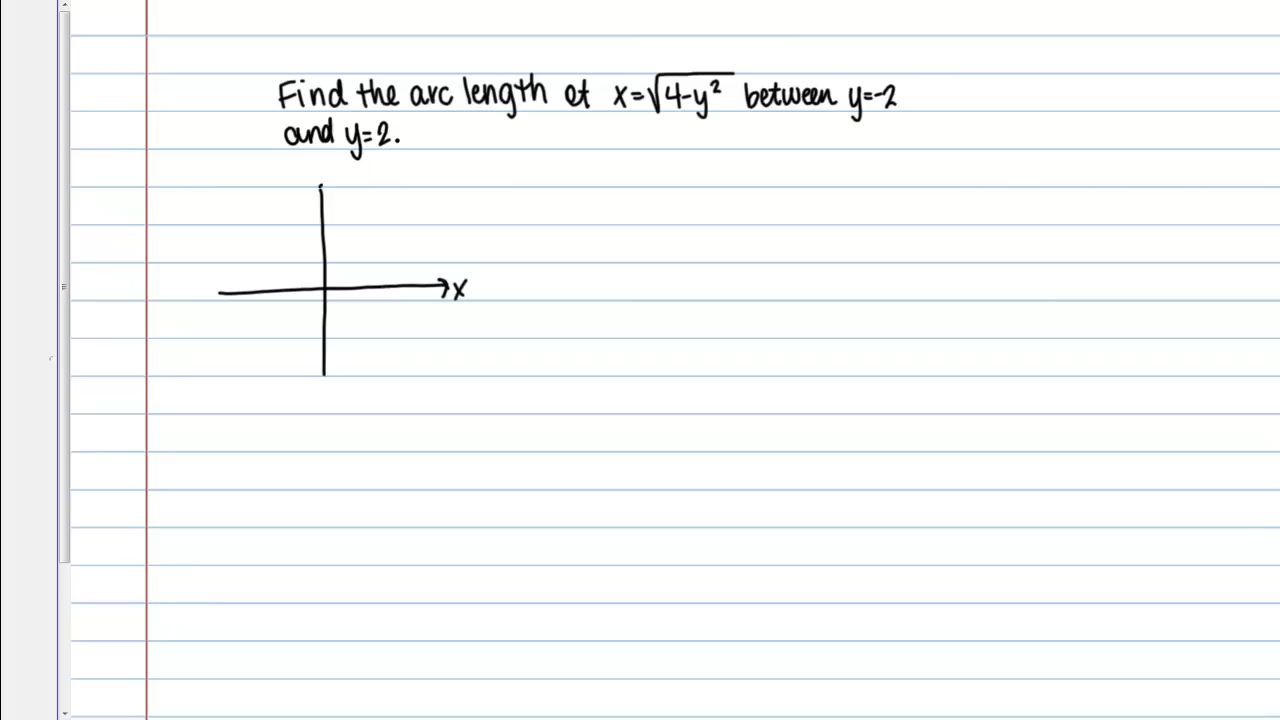 Find the arc length of x=√4-y² between y=-2
and y=2.
x